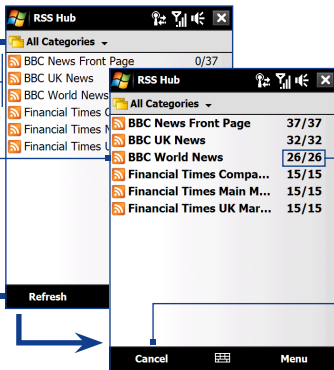 RSS Hub
All Categories
BBC News Front Page 0/37
BBC UK News
BBC World News
Financial Times
Financial Times
Financial Times
Refresh
RSS Hub
All Categories
BBC News Front Page 37/37
BBC UK News 32/32
BBC World News 26/26
Financial Times Compa... 15/15
Financial Times Main M... 15/15
Financial Times UK Mar... 15/15
Cancel Menu